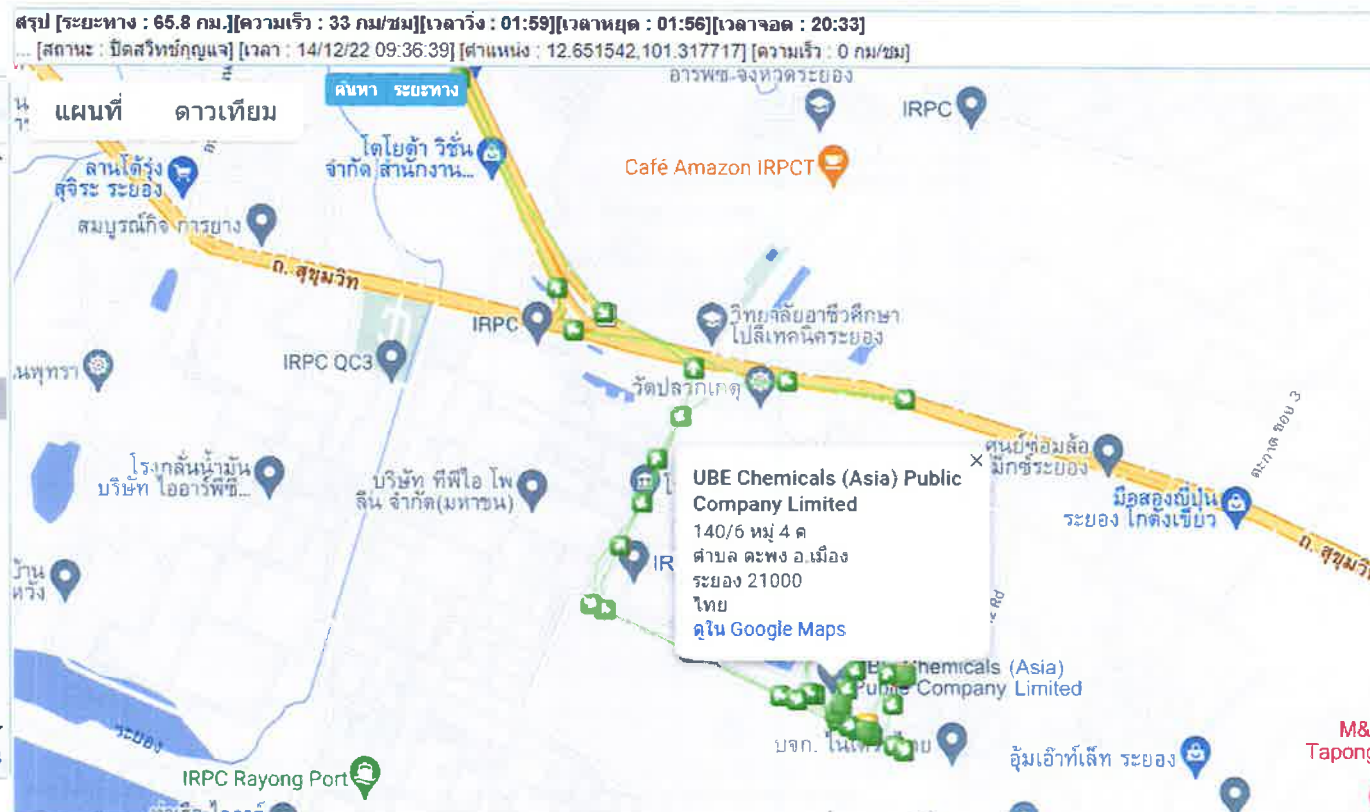 สรุป [ระยะทาง : 65.8 กม.][ความเร็ว : 33 กม/ชม][เวลาวิ่ง : 01:59][เวลาหยุด : 01:56][เวลาจอด : 20:33]
... [สถานะ : ปิดสวิทช์กุญแจ] [เวลา : 14/12/22 09:36:39] [ตำแหน่ง : 12.651542,101.317717] [ความเร็ว : 0 กม/ชม]
แผนที่ ดาวเทียม
ค้นหา ระยะทาง
IRPC
โตโยต้า วิชั่น
จำกัด สำนักงาน...
Café Amazon IRPCT
ลานโต้รุ่ง
สุจิระ ระยอง
สมบูรณ์กิจ การยาง
ถ. สุขุมวิท
IRPC
วิทยาลัยอาชีวศึกษา
โปลีเทคนิคระยอง
IRPC QC3
วัดปลวกเกตุ
โรงกลั่นน้ำมัน
บริษัท ไออาร์พีซี...
บริษัท ทีพีไอ โพ
ลีน จำกัด(มหาชน)
ศูนย์ซ่อมล้อ
มือสองญี่ปุ่น
ระยอง โกดังเขียว
UBE Chemicals (Asia) Public
Company Limited
140/6 หมู่ 4 ต
ตำบล ตะพง อ.เมือง
ระยอง 21000
ไทย
ดูใน Google Maps
IR
Chemicals (Asia)
Public Company Limited
บจก.
อุ้มเอ๊าท์เล็ท ระยอง
M&
Tapong
ระยอง
IRPC Rayong Port